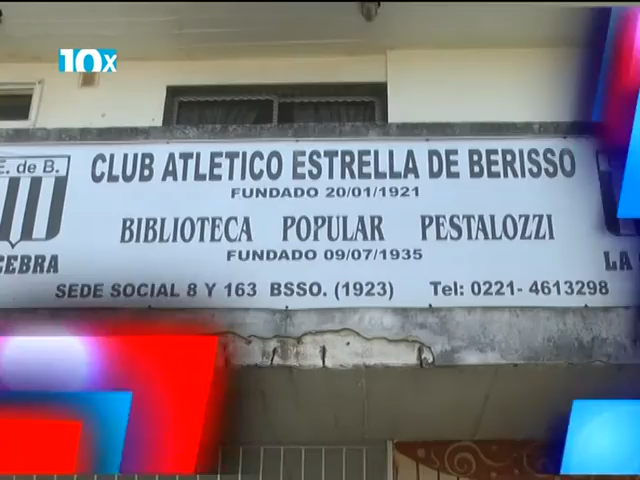 10x
E. de B.
CEBRA
CLUB ATLETICO ESTRELLA DE BERISSO
FUNDADO 20/01/1921
BIBLIOTECA POPULAR PESTALOZZI
FUNDADO 09/07/1935
SEDE SOCIAL 8 Y 163 BSSO. (1923) Tel: 0221- 4613298
LA